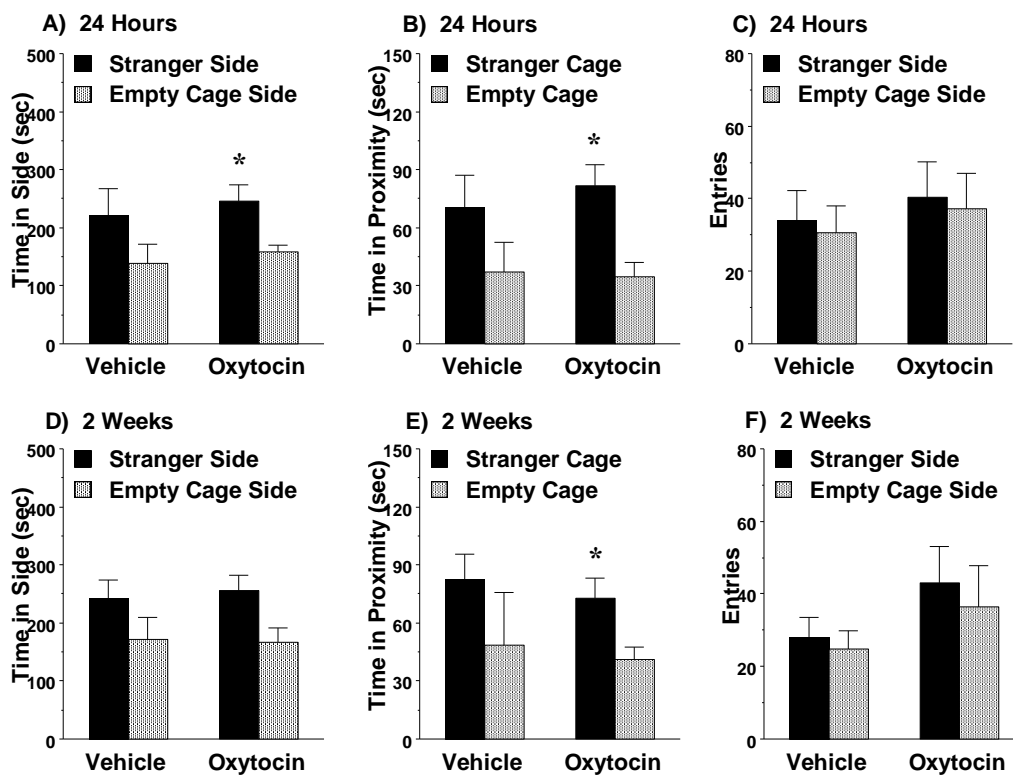 A) 24 Hours
500
400
300
200
100
0
Time in Side (sec)
Stranger Side
Empty Cage Side
*
Vehicle
Oxytocin
B) 24 Hours
150
120
90
60
30
0
Time in Proximity (sec)
Stranger Cage
Empty Cage
*
Vehicle
Oxytocin
C) 24 Hours
80
60
40
20
0
Entries
Stranger Side
Empty Cage Side
Vehicle
Oxytocin
D) 2 Weeks
500
400
300
200
100
0
Time in Side (sec)
Stranger Side
Empty Cage Side
Vehicle
Oxytocin
E) 2 Weeks
150
120
90
60
30
0
Time in Proximity (sec)
Stranger Cage
Empty Cage
*
Vehicle
Oxytocin
F) 2 Weeks
80
60
40
20
0
Entries
Stranger Side
Empty Cage Side
Vehicle
Oxytocin